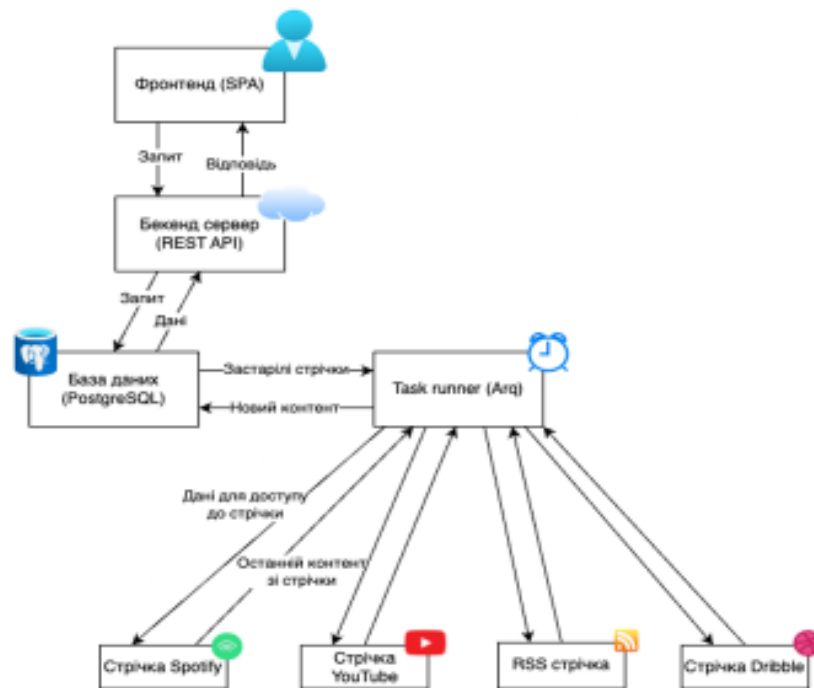 Фронтенд (SPA)
Запит
Відповідь
Бекенд сервер
(REST API)
Запит
Дані
База даних
(PostgreSQL)
Застарілі стрічки
Новий контент
Task runner (Arq)
Дані для доступу
до стрічки
Останній контент
зі стрічки
Стрічка Spotify
Стрічка
YouTube
RSS стрічка
Стрічка Dribble